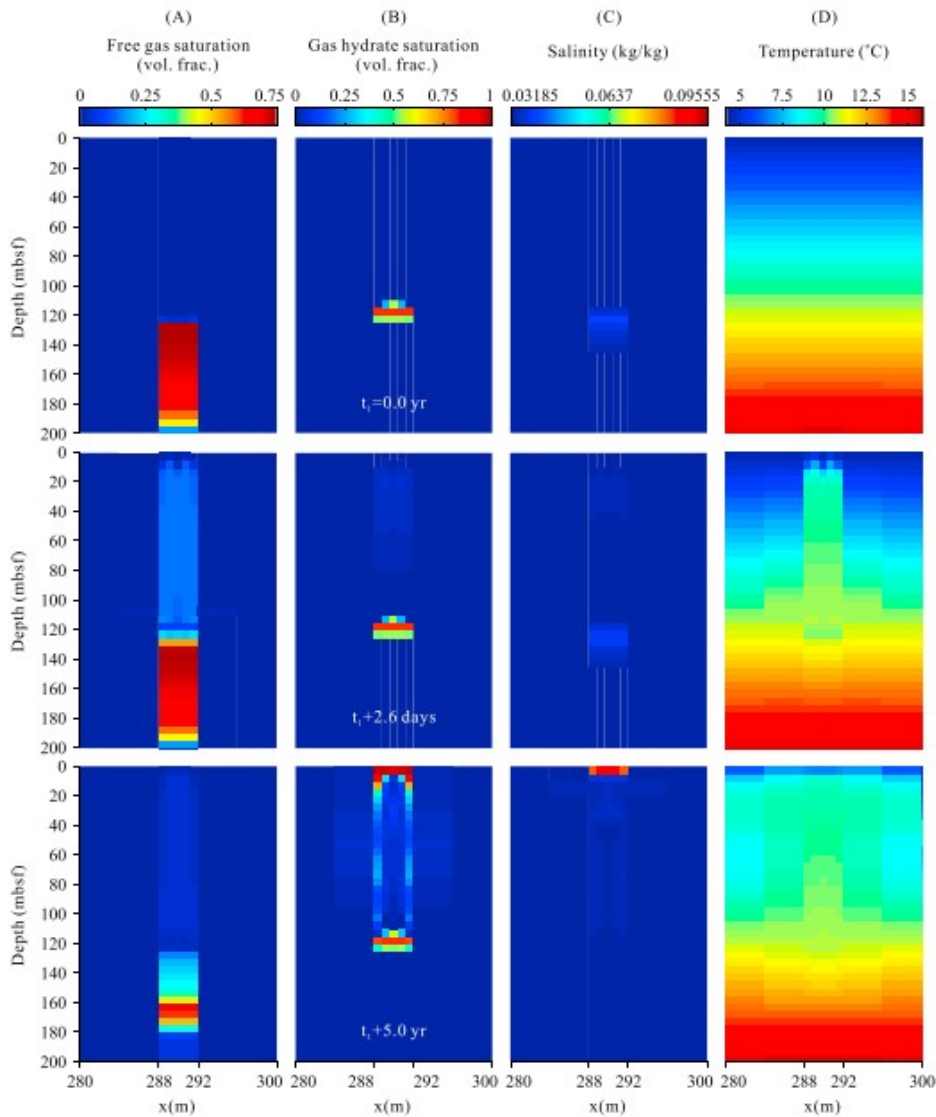 (A) (B) (C) (D)
Free gas saturation (vol. frac.)
Gas hydrate saturation (vol. frac.)
Salinity (kg/kg)
Temperature (˚C)
0 0.25 0.50 0.75
0 0.5 1
0.03185 0.0637 0.09555
5 7.5 10 12.5 15
Depth (mbsf)
0
20
40
60
80
100
120
140
160
180
200
t₁=0.0 yr
Depth (mbsf)
0
20
40
60
80
100
120
140
160
180
200
t₁+2.6 days
Depth (mbsf)
0
20
40
60
80
100
120
140
160
180
200
t₁+5.0 yr
280 288 292 300 280 288 292 300 280 288 292 300 280 288 292 300
x(m) x(m) x(m) x(m)